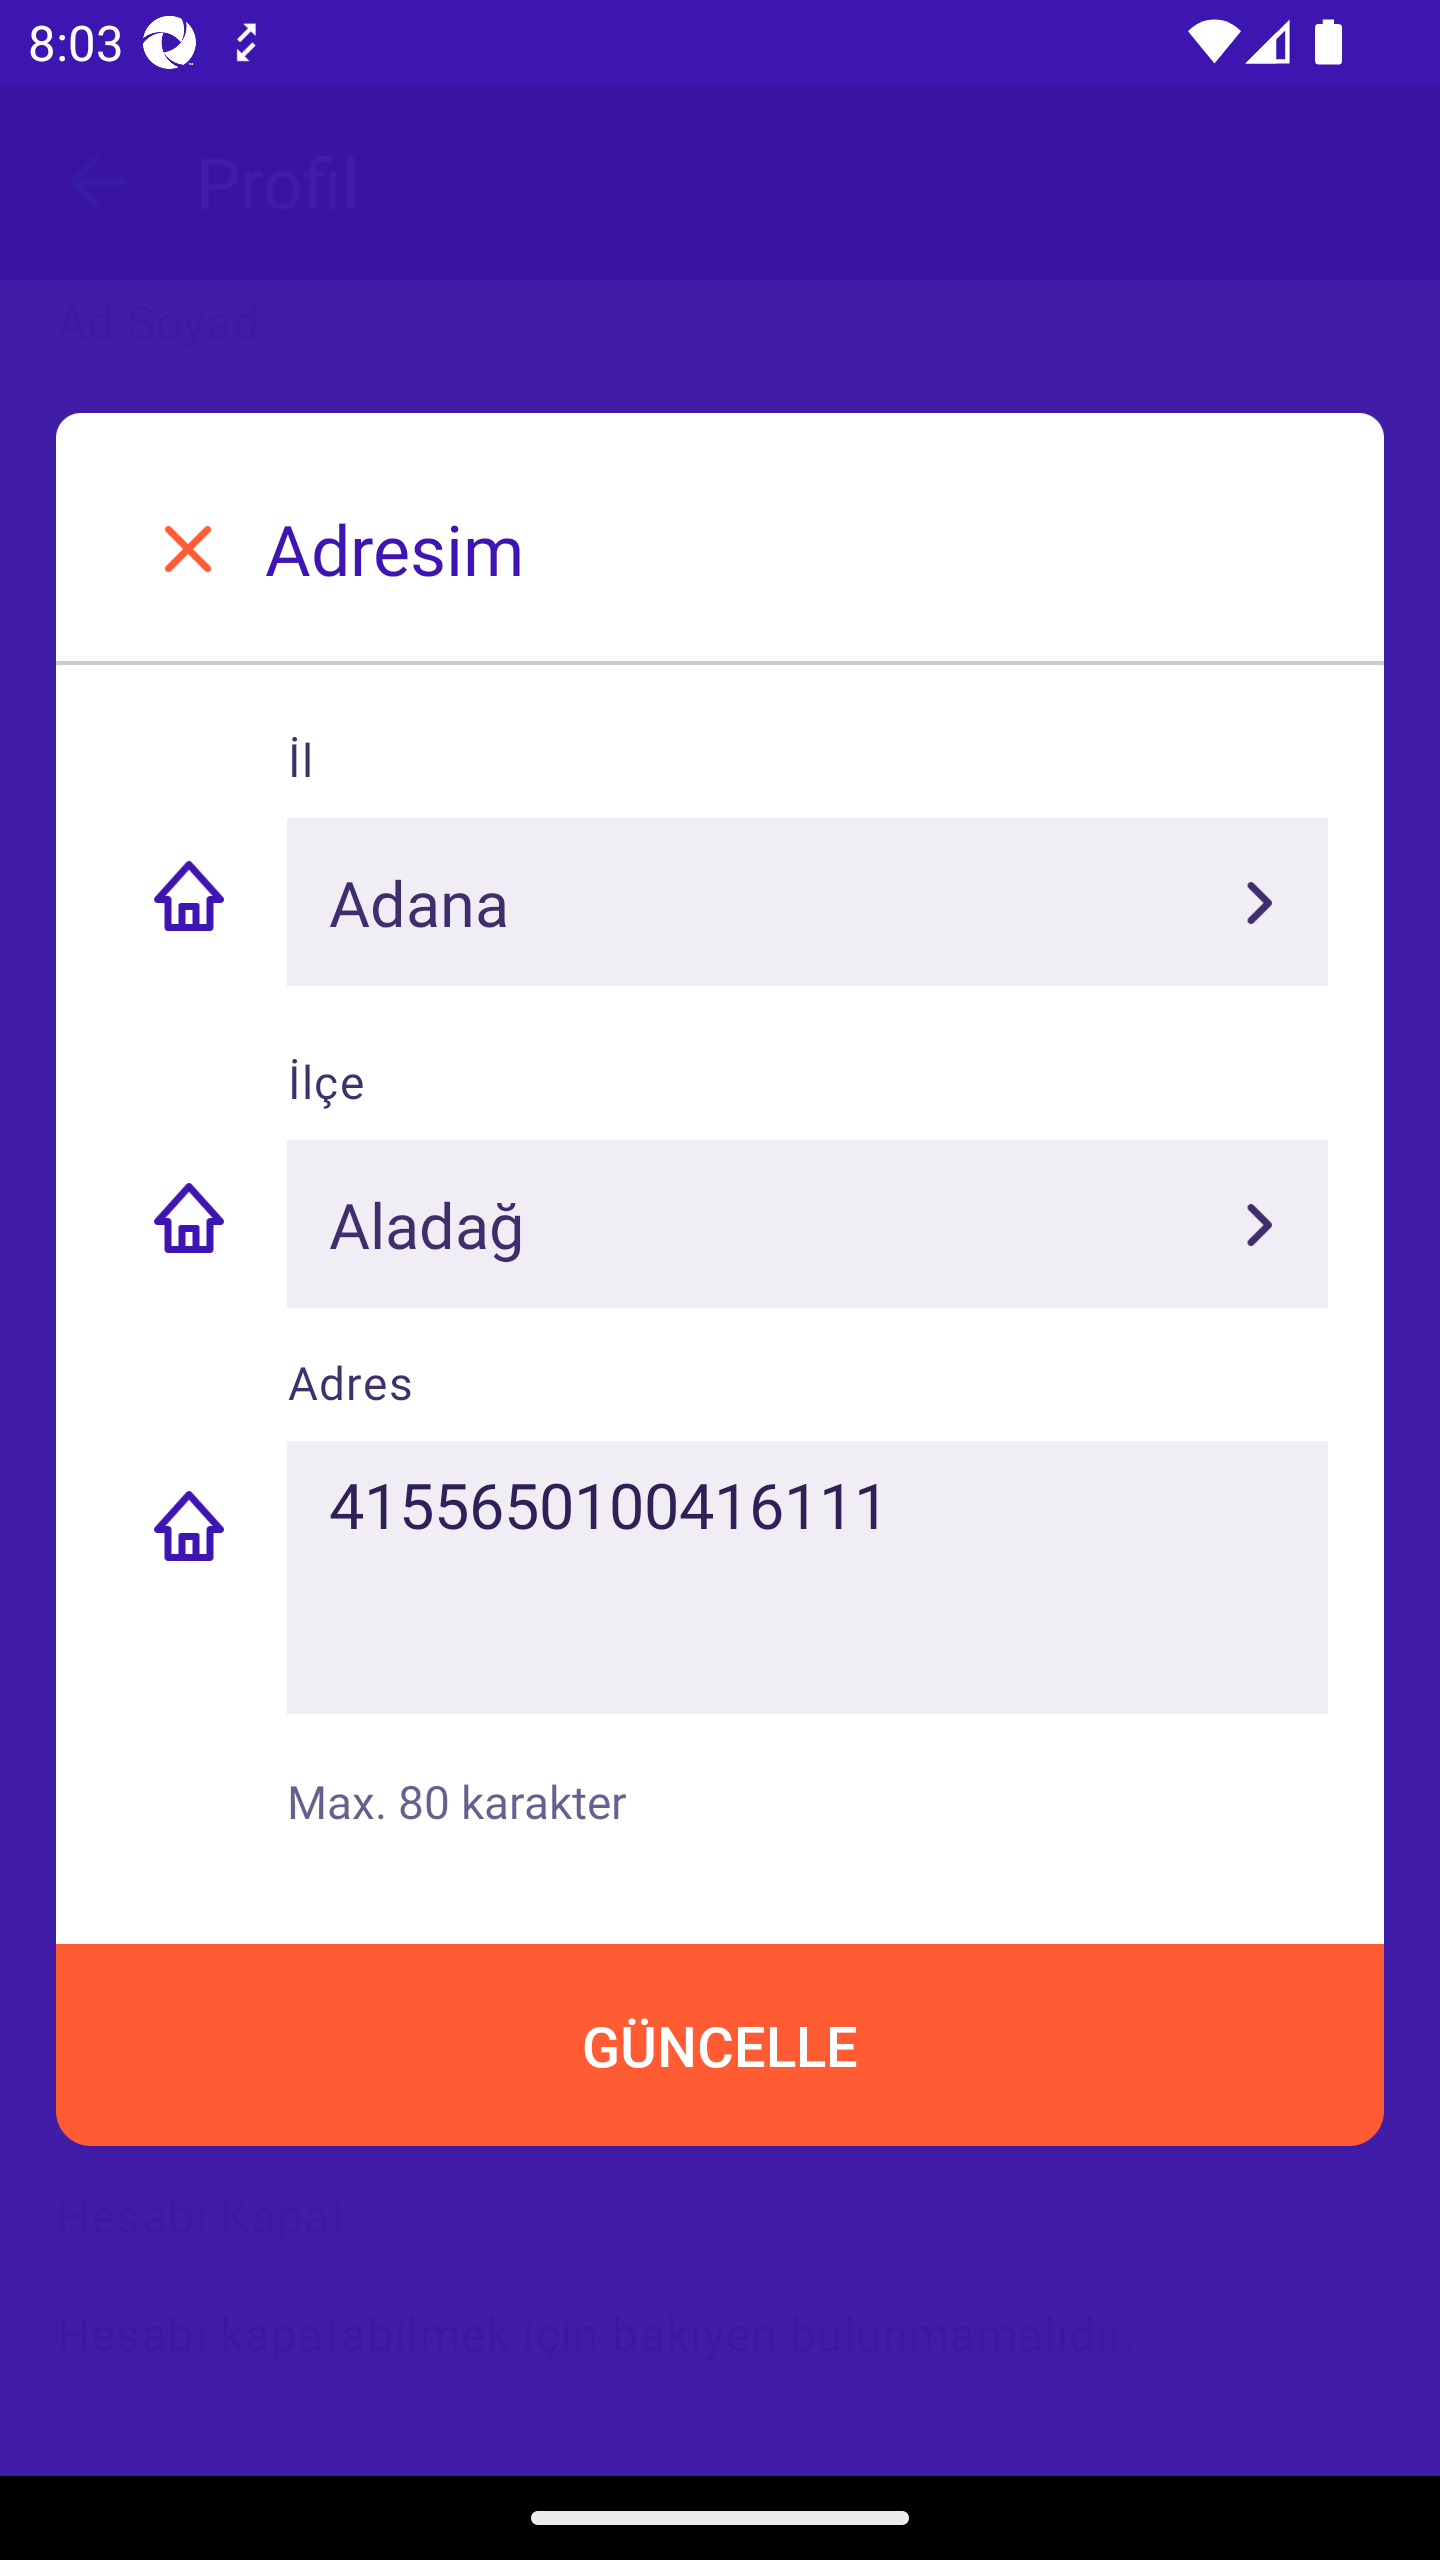 8:03
Profil
Ad Soyad
Adresim
İl
Adana
İlçe
Aladağ
Adres
4155650100416111
Max. 80 karakter
GÜNCELLE
Hesabı Kapat
Hesabı kapatabilmek için bakiyen bulunmamalıdır.